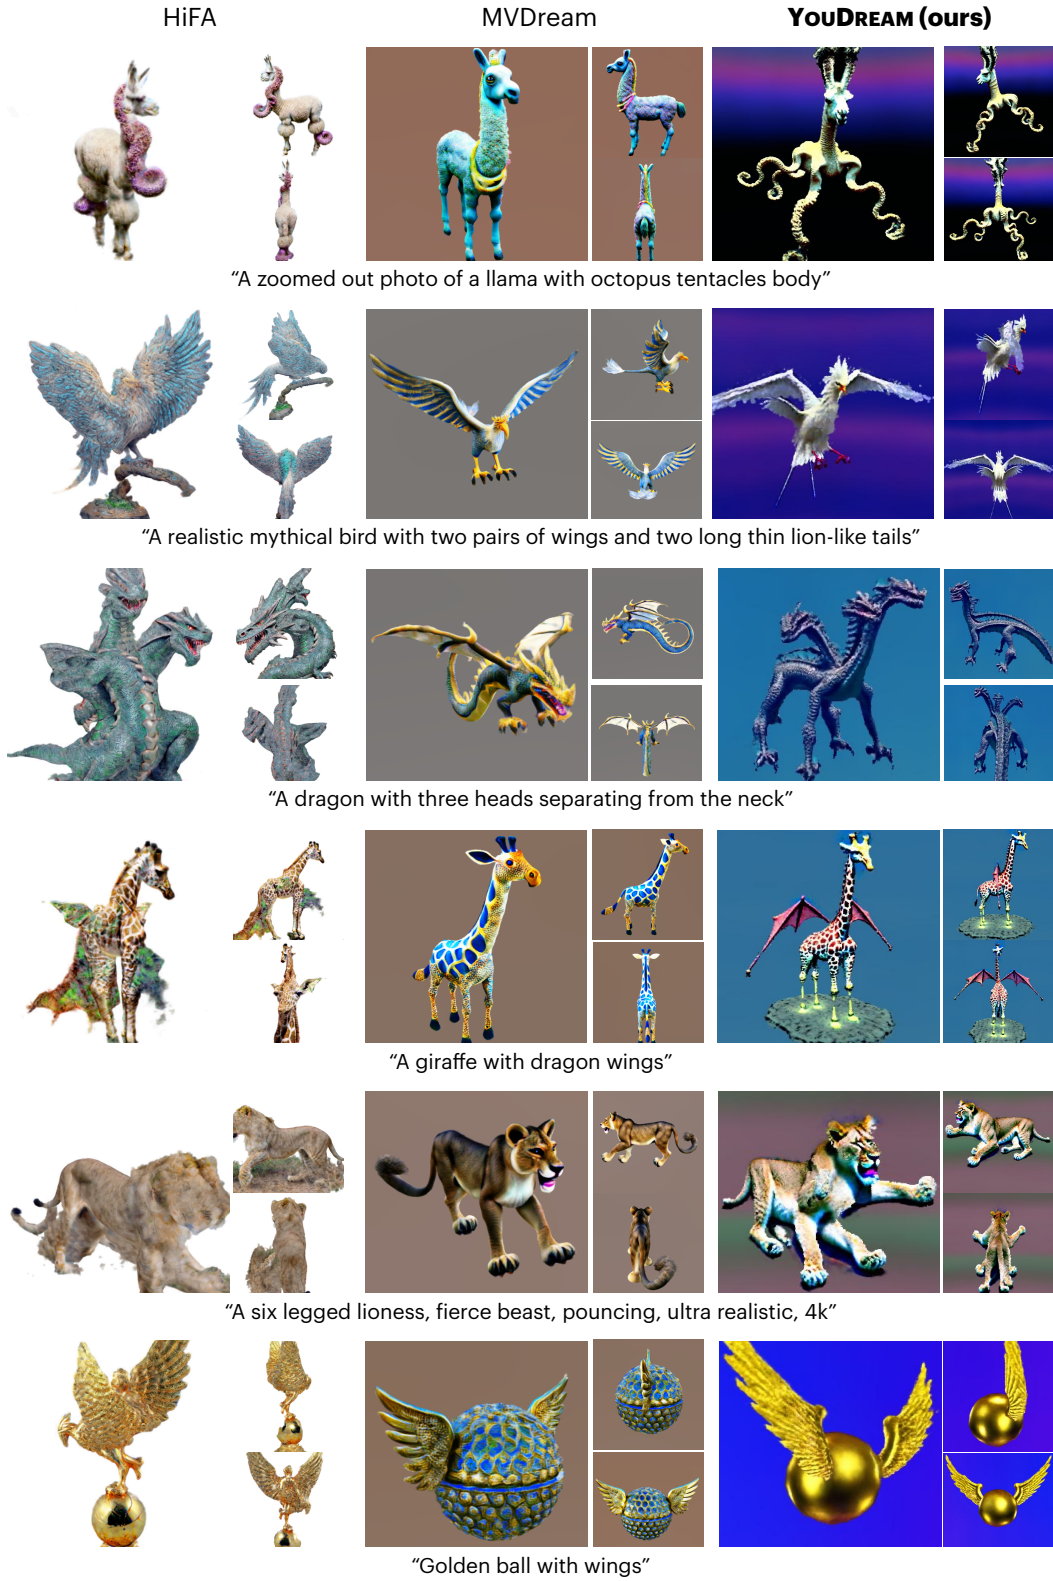 HiFA
MVDream
YOUDREAM (ours)
“A zoomed out photo of a llama with octopus tentacles body”
“A realistic mythical bird with two pairs of wings and two long thin lion-like tails”
“A dragon with three heads separating from the neck”
“A giraffe with dragon wings”
“A six legged lioness, fierce beast, pouncing, ultra realistic, 4k”
“Golden ball with wings”